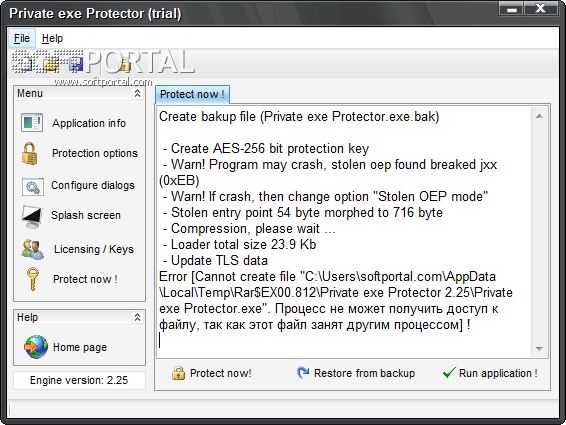 Private exe Protector (trial)
File Help
PORTAL
www.softportal.com
Menu
Application info
Protection options
Configure dialogs
Splash screen
Licensing / Keys
Protect now !
Help
Home page
Engine version: 2.25
Protect now !
Create bakup file (Private exe Protector.exe.bak)
- Create AES-256 bit protection key
- Warn! Program may crash, stolen oep found breaked jxx
(0xEB)
- Warn! If crash, then change option "Stolen OEP mode"
- Stolen entry point 54 byte morphed to 716 byte
- Compression, please wait ...
- Loader total size 23.9 Kb
- Update TLS data
Error [Cannot create file "C:\Users\softportal.com\AppData
\Local\Temp\Rar$EX00.812\Private exe Protector 2.25\Private
exe Protector.exe". Процесс не может получить доступ к
файлу, так как этот файл занят другим процессом] !
Protect now! Restore from backup Run application !